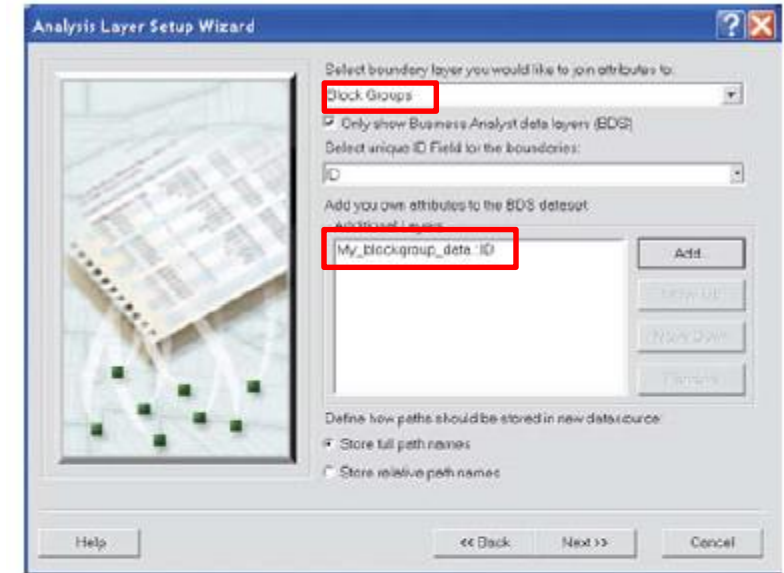 Analysis Layer Setup Wizard
Select boundary layer you would like to join attributes to:
Block Groups
Only show Business Analyst data layers (BDS)
Select unique ID Field for the boundaries:
ID
Add you own attributes to the BDS dataset
Additional Layers
My_blockgroup_data : ID
Add...
Move Up
Move Down
Remove
Define how paths should be stored in new datasource:
Store full path names
Store relative path names
Help
<< Back
Next >>
Cancel